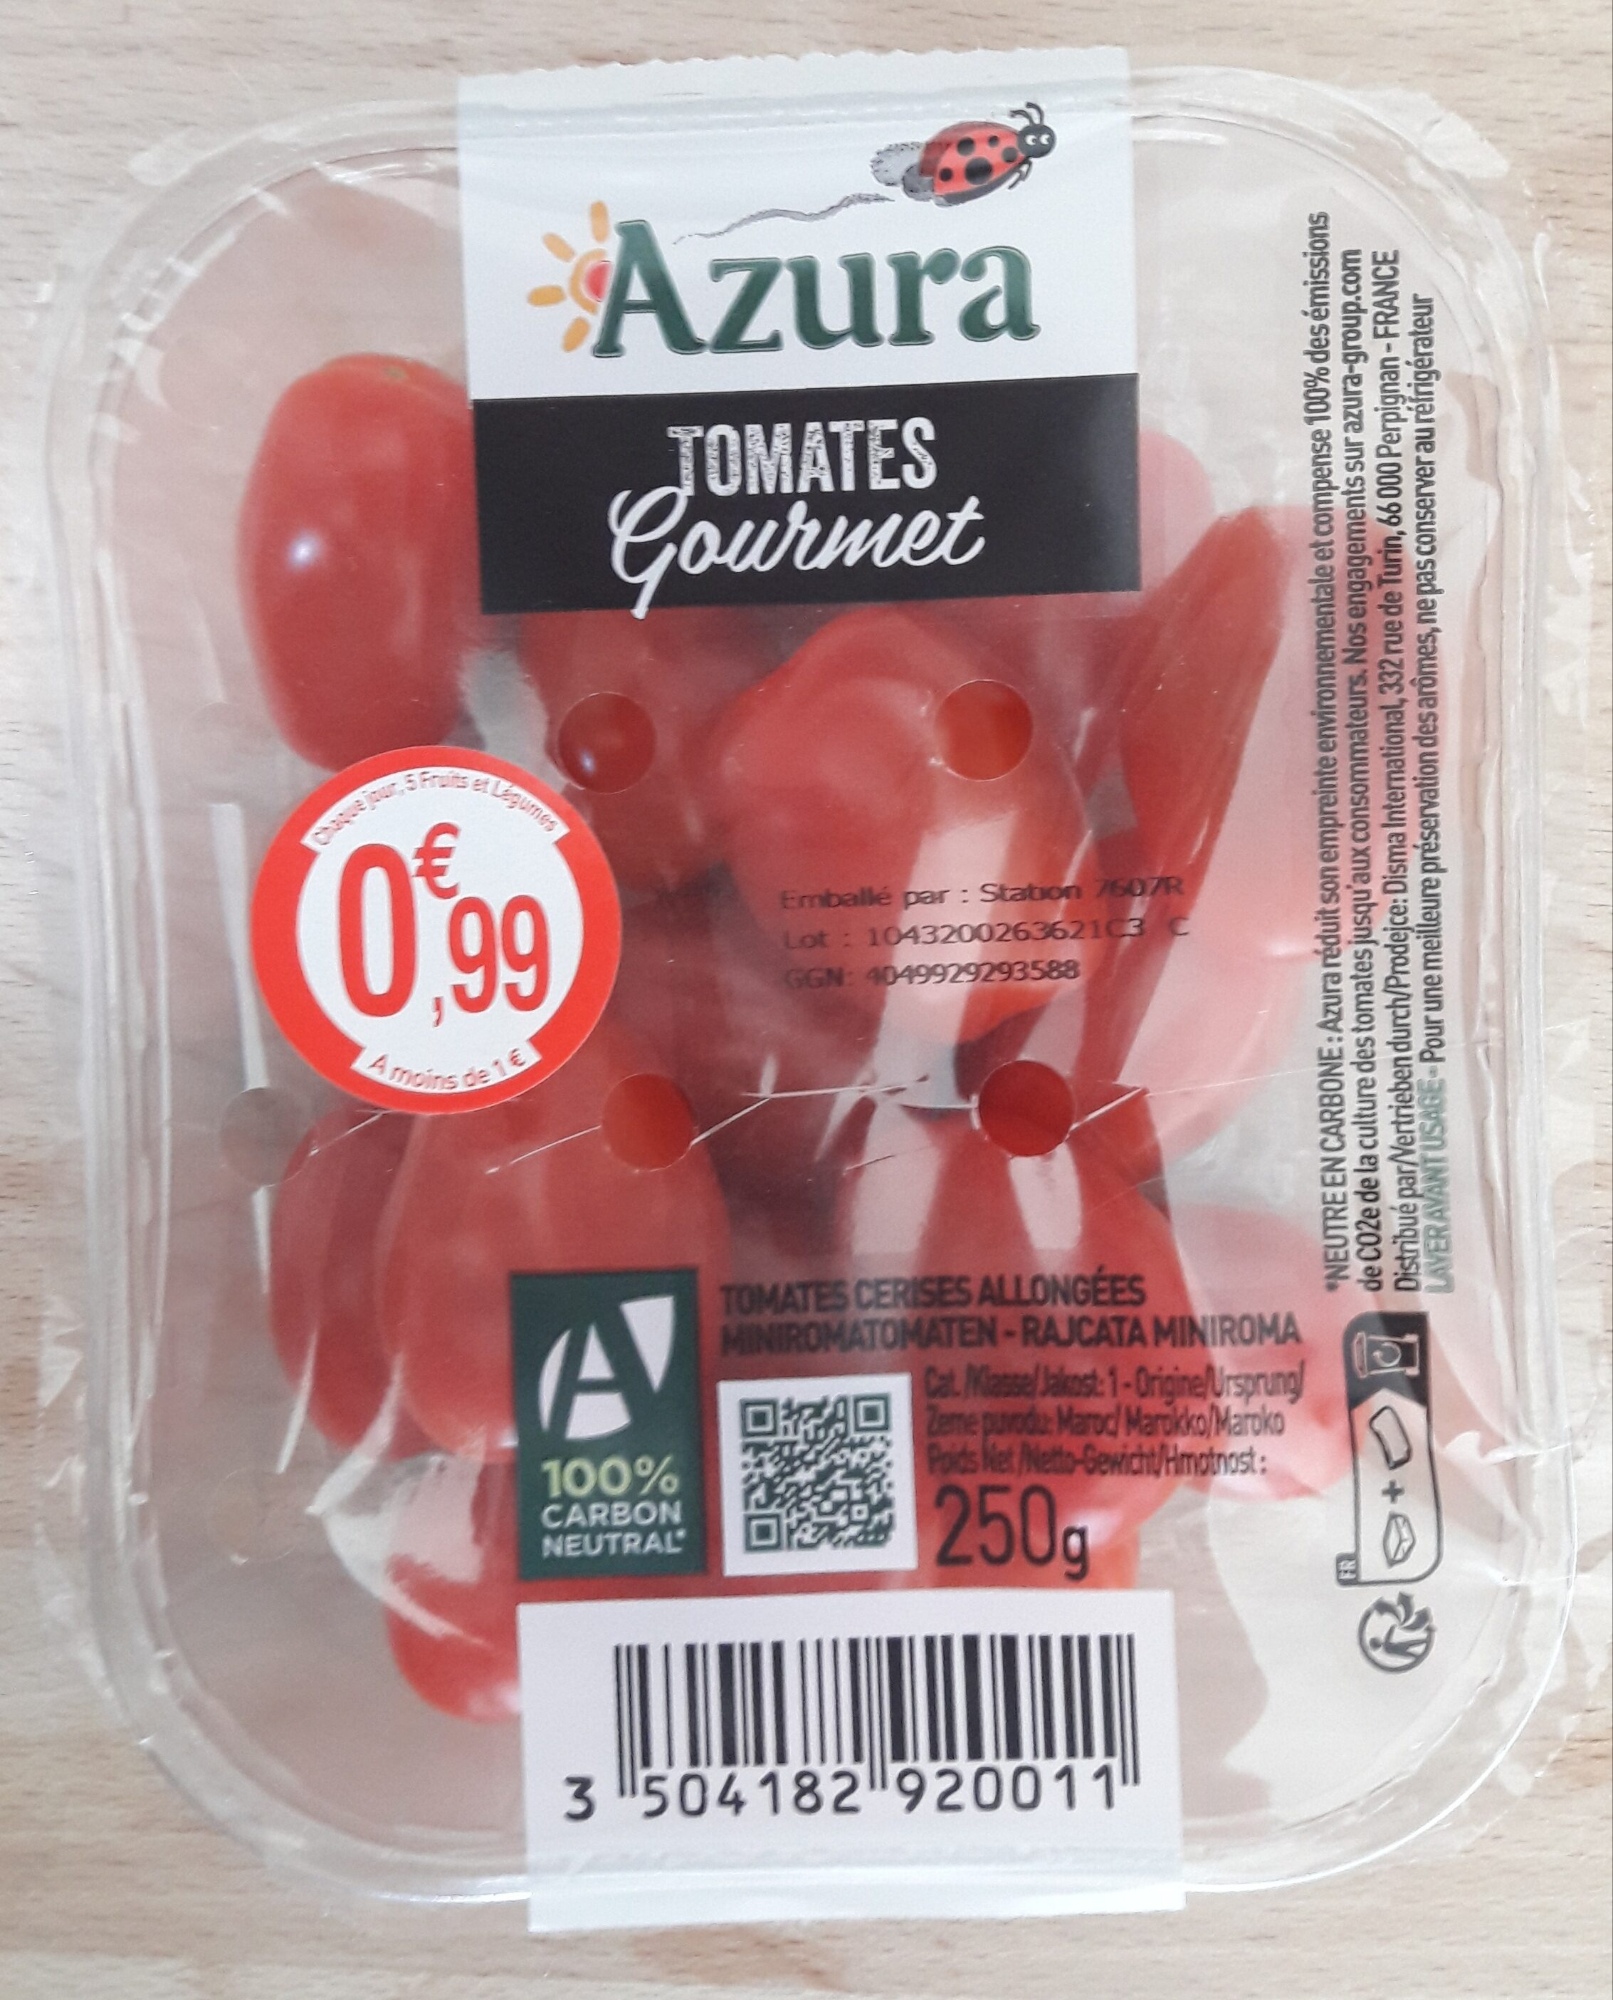 Azura
TOMATES
Gourmet
Chaque jour, 5 Fruits et Légumes
0€,99
A moins de 1 €
Emballé par : Station 7607R
Lot : 1043200263621C3 C
GGN: 4049929293588
*NEUTRE EN CARBONE : Azura réduit son empreinte environnementale et compense 100% des émissions
de CO2e de la culture des tomates jusqu'aux consommateurs. Nos engagements sur azura-group.com
Distribué par/Vertrieben durch/Prodejce: Disma International, 332 rue de Turin, 66 000 Perpignan - FRANCE
LAVER AVANT USAGE - Pour une meilleure préservation des arômes, ne pas conserver au réfrigérateur
FR
+
A
100%
CARBON
NEUTRAL*
TOMATES CERISES ALLONGÉES
MINIROMATOMATEN - RAJCATA MINIROMA
Cat./Klasse/Jakost: 1 - Origine/Ursprung/
Zeme puvodu: Maroc/ Marokko/Maroko
Poids Net /Netto-Gewicht/Hmotnost :
250g
3 504182 920011